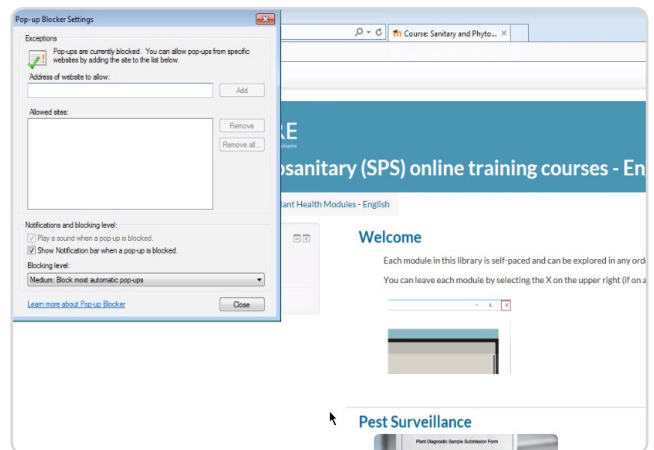 Pop-up Blocker Settings
Exceptions
Pop-ups are currently blocked. You can allow pop-ups from specific
websites by adding the site to the list below.
Address of website to allow:
Add
Allowed sites:
Remove
Remove all...
Notifications and blocking level:
Play a sound when a pop-up is blocked.
Show Notification bar when a pop-up is blocked.
Blocking level:
Medium: Block most automatic pop-ups
Learn more about Pop-up Blocker
Close
Course: Sanitary and Phyto...
RE
osanitary (SPS) online training courses - En
lant Health Modules - English
Welcome
Each module in this library is self-paced and can be explored in any ord
You can leave each module by selecting the X on the upper right (if on a
Pest Surveillance
Plant Diagnostic Sample Submission Form